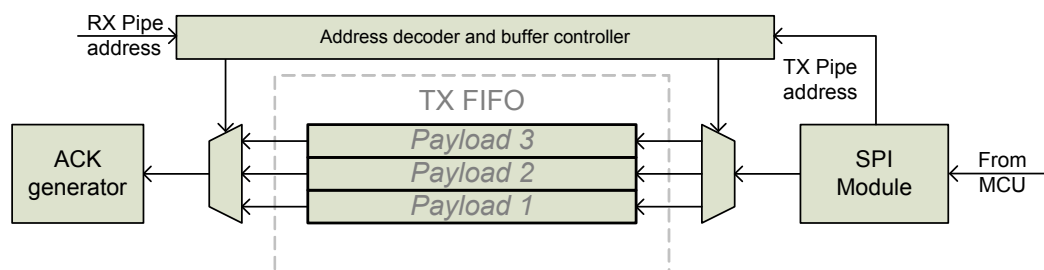 RX Pipe
address
Address decoder and buffer controller
TX Pipe
address
TX FIFO
Payload 3
Payload 2
Payload 1
ACK
generator
SPI
Module
From
MCU